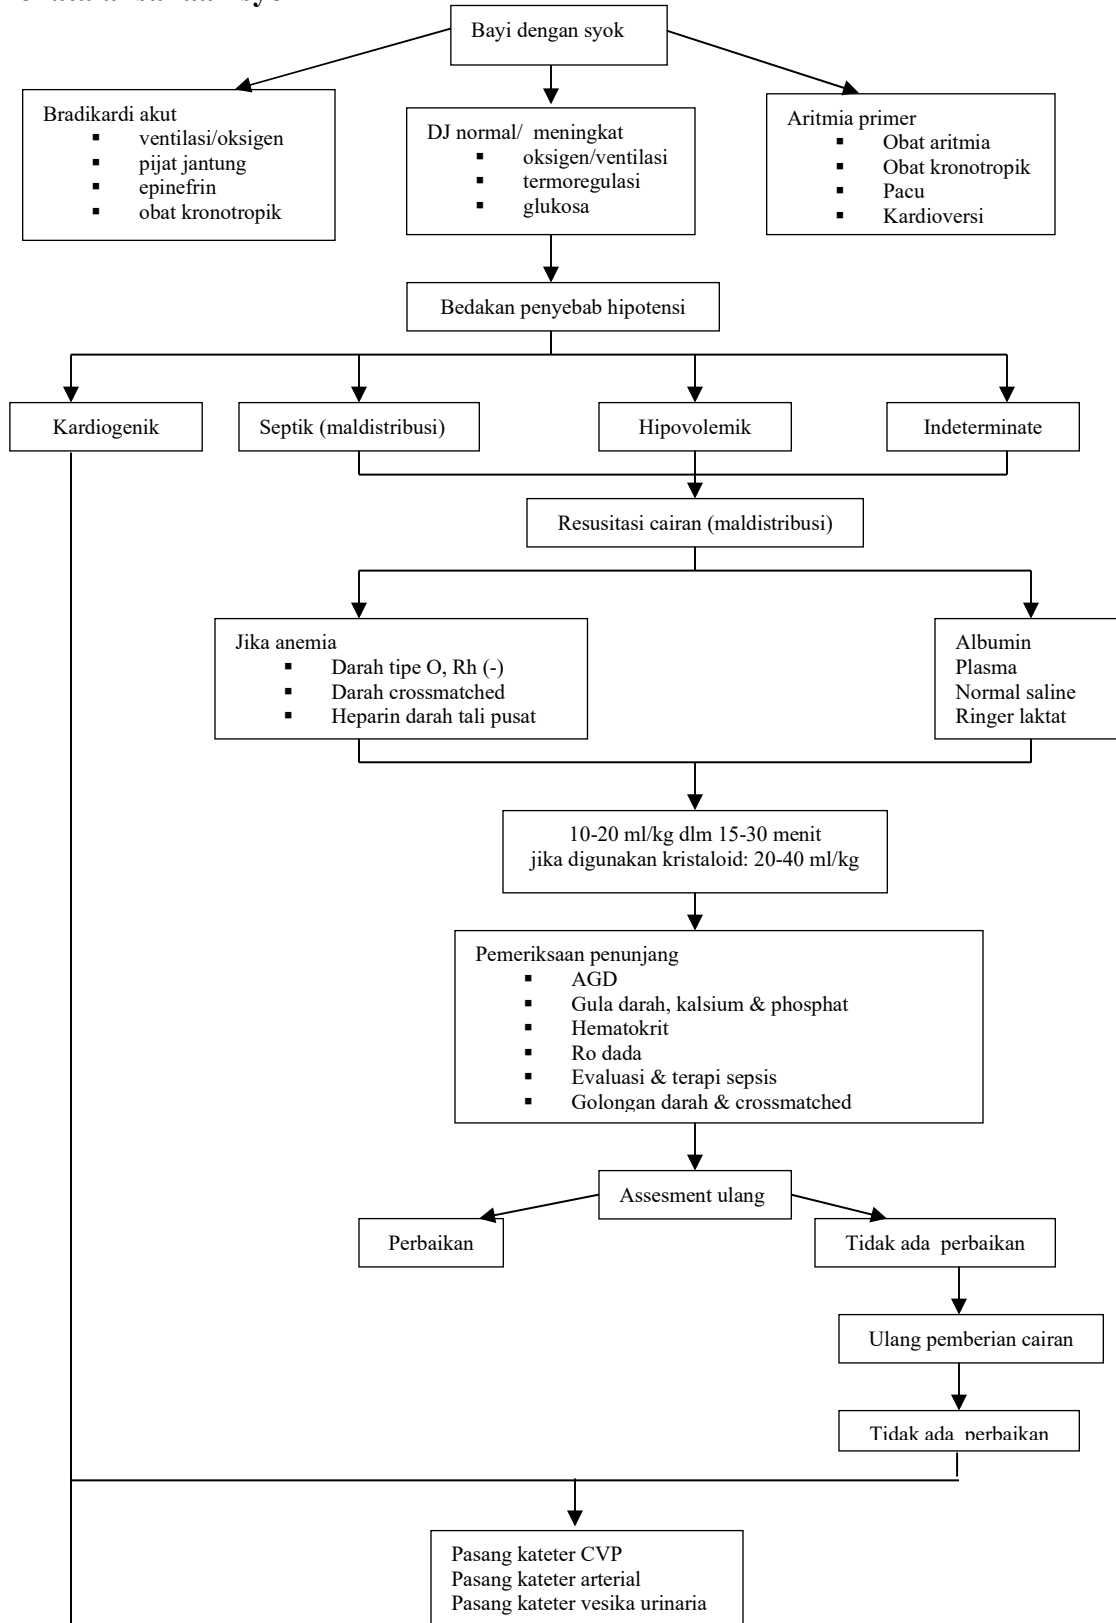 Bayi dengan syok
Bradikardi akut
▪ ventilasi/oksigen
▪ pijat jantung
▪ epinefrin
▪ obat kronotropik
DJ normal/ meningkat
▪ oksigen/ventilasi
▪ termoregulasi
▪ glukosa
Aritmia primer
▪ Obat aritmia
▪ Obat kronotropik
▪ Pacu
▪ Kardioversi
Bedakan penyebab hipotensi
Kardiogenik
Septik (maldistribusi)
Hipovolemik
Indeterminate
Resusitasi cairan (maldistribusi)
Jika anemia
▪ Darah tipe O, Rh (-)
▪ Darah crossmatched
▪ Heparin darah tali pusat
Albumin
Plasma
Normal saline
Ringer laktat
10-20 ml/kg dlm 15-30 menit
jika digunakan kristaloid: 20-40 ml/kg
Pemeriksaan penunjang
▪ AGD
▪ Gula darah, kalsium & phosphat
▪ Hematokrit
▪ Ro dada
▪ Evaluasi & terapi sepsis
▪ Golongan darah & crossmatched
Assesment ulang
Perbaikan
Tidak ada perbaikan
Ulang pemberian cairan
Tidak ada perbaikan
Pasang kateter CVP
Pasang kateter arterial
Pasang kateter vesika urinaria